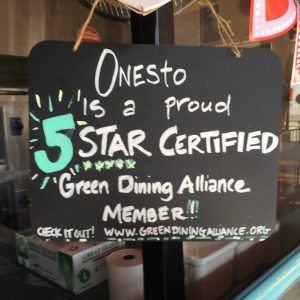 ONESTO
IS A PROUD
5 STAR CERTIFIED
Green Dining Alliance
MEMBER!!!
CHECK IT OUT! WWW.GREENDININGALLIANCE.ORG